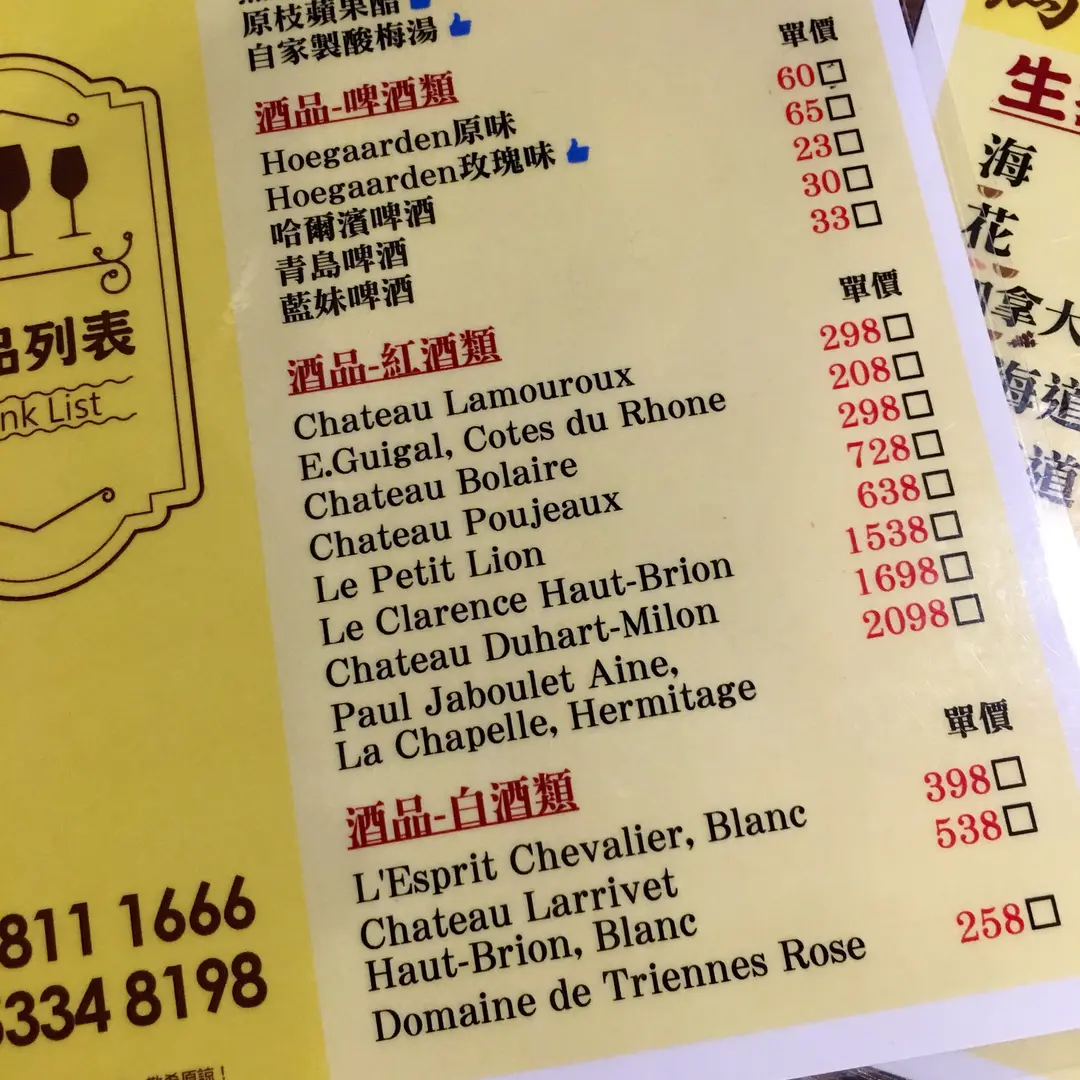 原枝蘋果醋
自家製酸梅湯
酒品-啤酒類 單價
Hoegaarden原味 60
Hoegaarden玫瑰味 65
哈爾濱啤酒 23
青島啤酒 30
藍妹啤酒 33
酒品-紅酒類 單價
Chateau Lamouroux 298
E.Guigal, Cotes du Rhone 208
Chateau Bolaire 298
Chateau Poujeaux 728
Le Petit Lion 638
Le Clarence Haut-Brion 1538
Chateau Duhart-Milon 1698
Paul Jaboulet Aine, 2098
La Chapelle, Hermitage
酒品-白酒類 單價
L'Esprit Chevalier, Blanc 398
Chateau Larrivet 538
Haut-Brion, Blanc
Domaine de Triennes Rose 258
品列表
nk List
811 1666
334 8198
生
海
花
拿大
海道
道